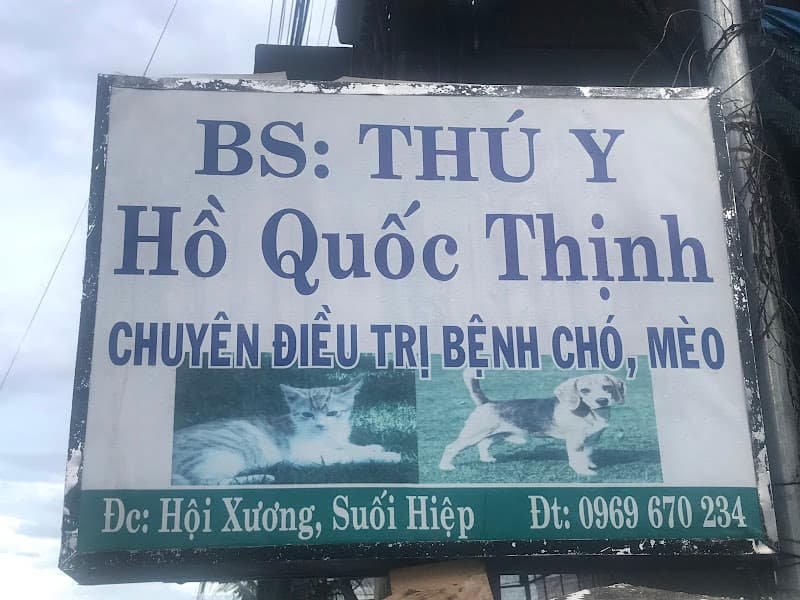 BS: THÚ Y
Hồ Quốc Thịnh
CHUYÊN ĐIỀU TRỊ BỆNH CHÓ, MÈO
Đc: Hội Xương, Suối Hiệp Đt: 0969 670 234